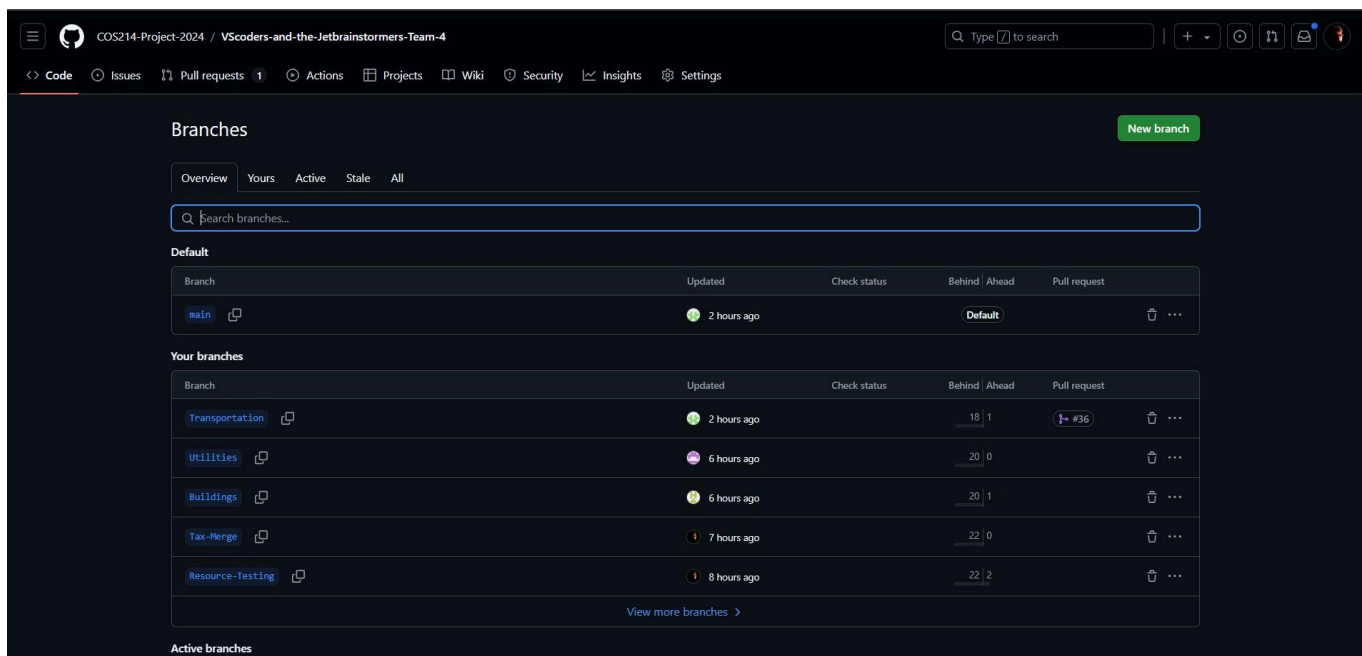 COS214-Project-2024 / VScoders-and-the-Jetbrainstormers-Team-4 Type / to search
Code Issues Pull requests 1 Actions Projects Wiki Security Insights Settings
Branches New branch
Overview Yours Active Stale All
Search branches...
Default
Branch Updated Check status Behind Ahead Pull request
main 2 hours ago Default
Your branches
Branch Updated Check status Behind Ahead Pull request
Transportation 2 hours ago 18 1 #36
Utilities 6 hours ago 20 0
Buildings 6 hours ago 20 1
Tax-Merge 7 hours ago 22 0
Resource-Testing 8 hours ago 22 2
View more branches
Active branches